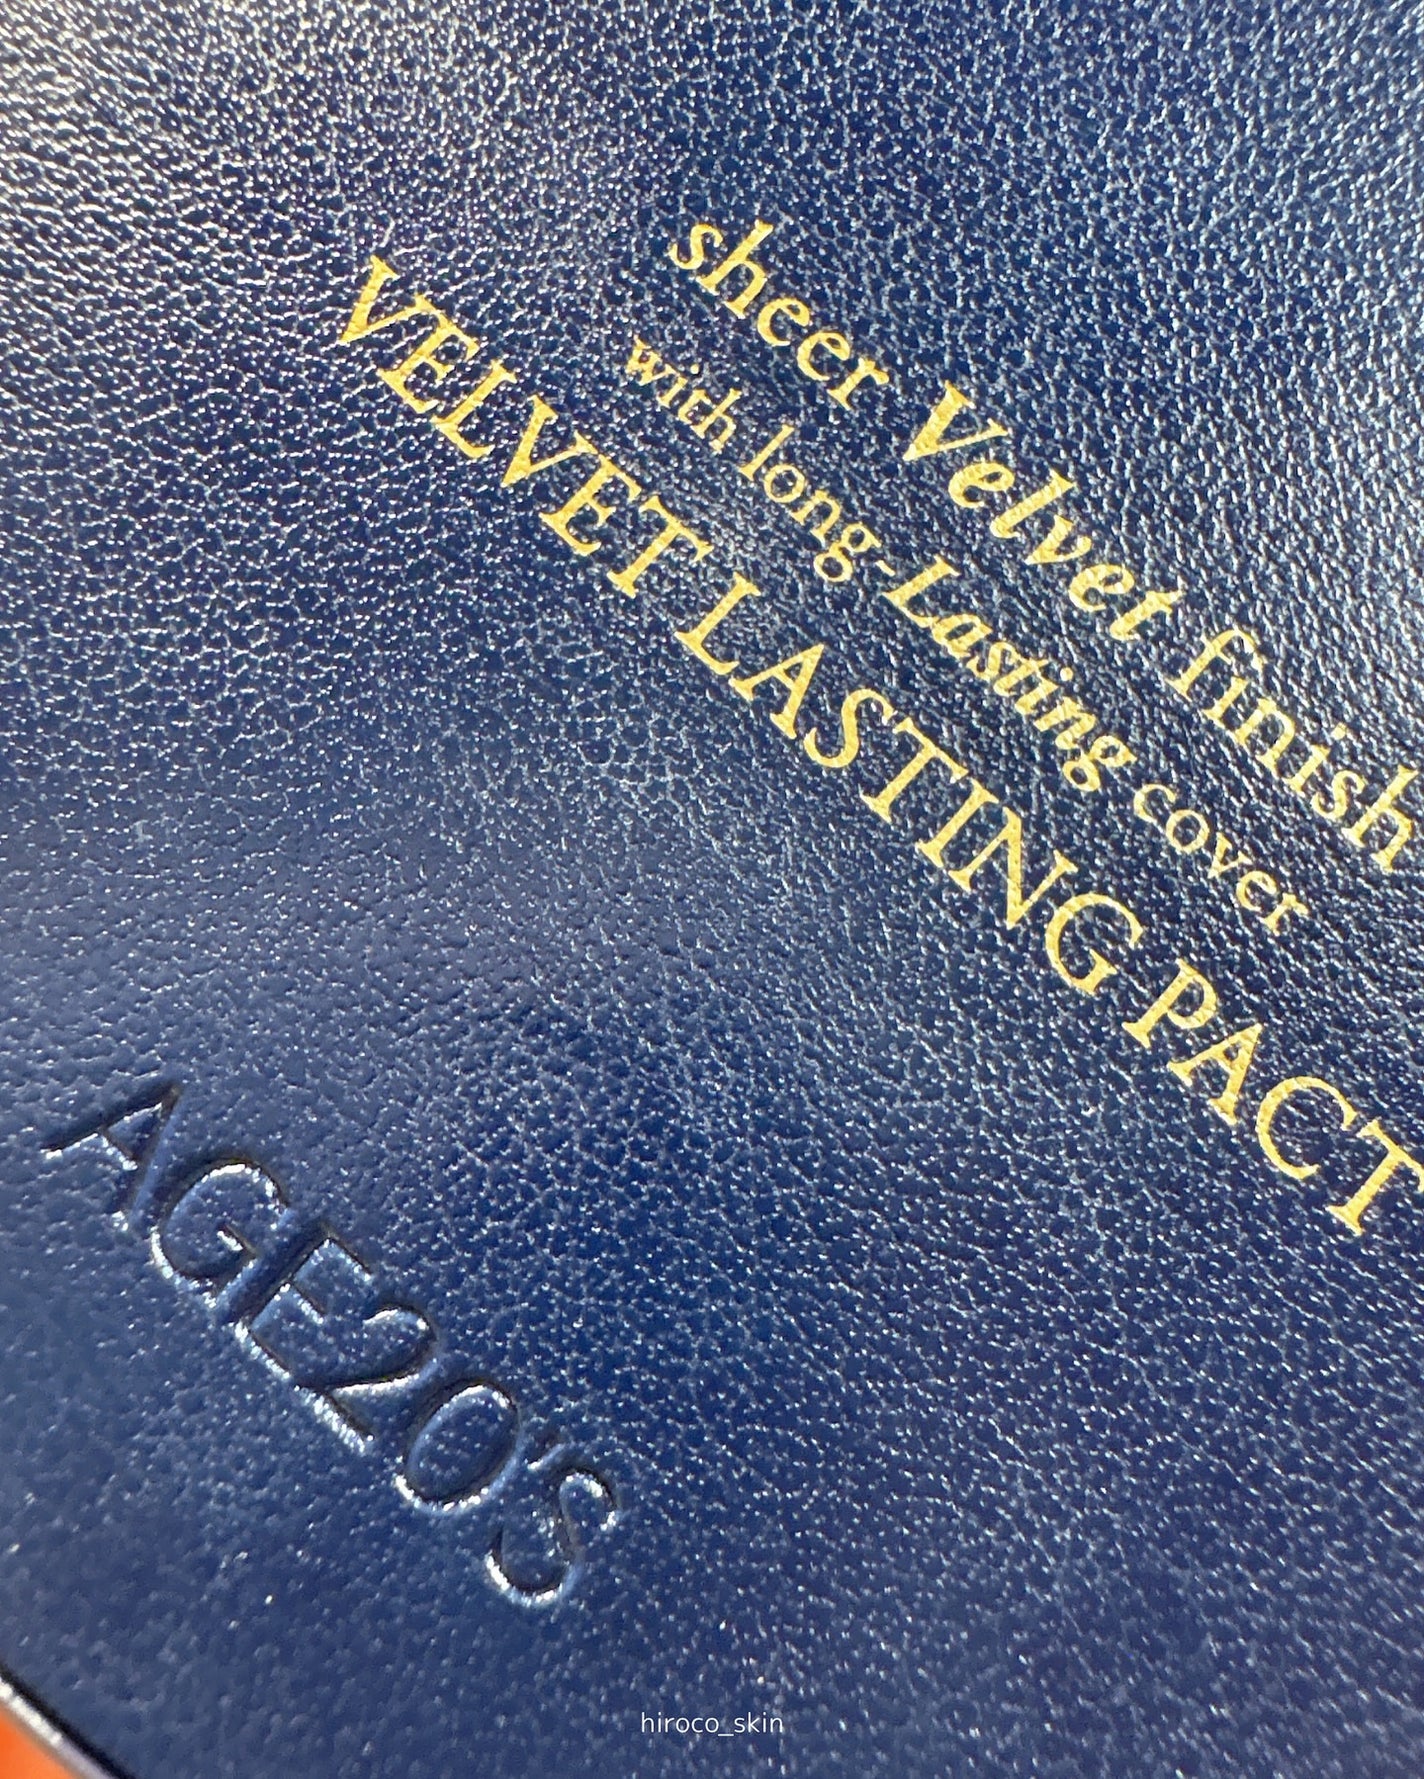 sheer Velvet finish
with long-Lasting cover
VELVET LASTING PACT
AGE20'S
hiroco_skin